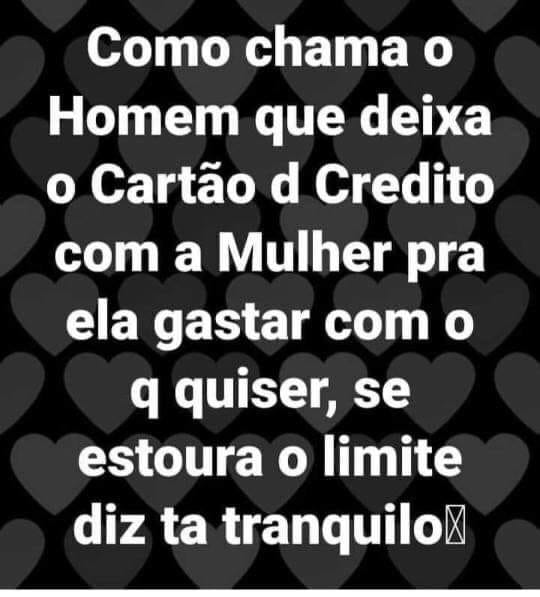 Como chama o
Homem que deixa
o Cartão d Credito
com a Mulher pra
ela gastar com o
q quiser, se
estoura o limite
diz ta tranquilo